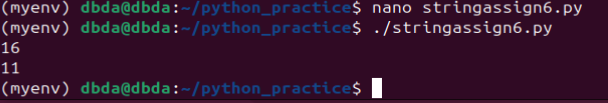 (myenv) dbda@dbda:~/python_practice$ nano stringassign6.py
(myenv) dbda@dbda:~/python_practice$ ./stringassign6.py
16
11
(myenv) dbda@dbda:~/python_practice$